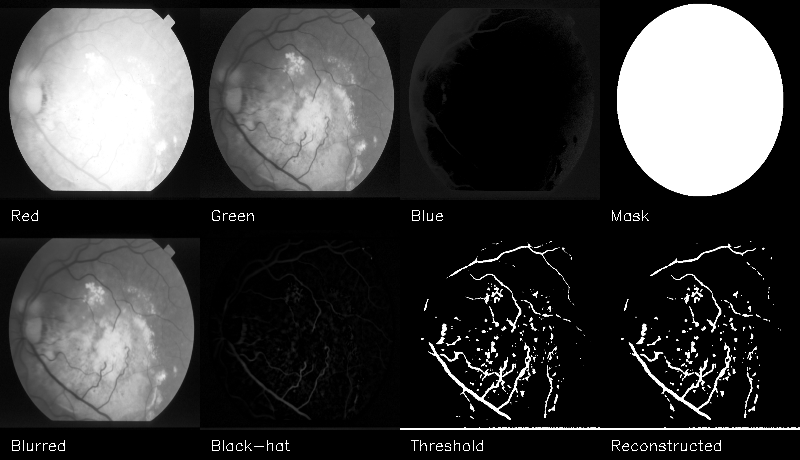 Red
Green
Blue
Mask
Blurred
Black-hat
Threshold
Reconstructed